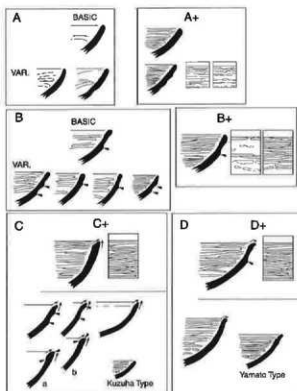 A
BASIC
VAR.
A+
B
BASIC
VAR.
B+
C
C+
a
b
Kuzuha Type
D
D+
Yamato Type